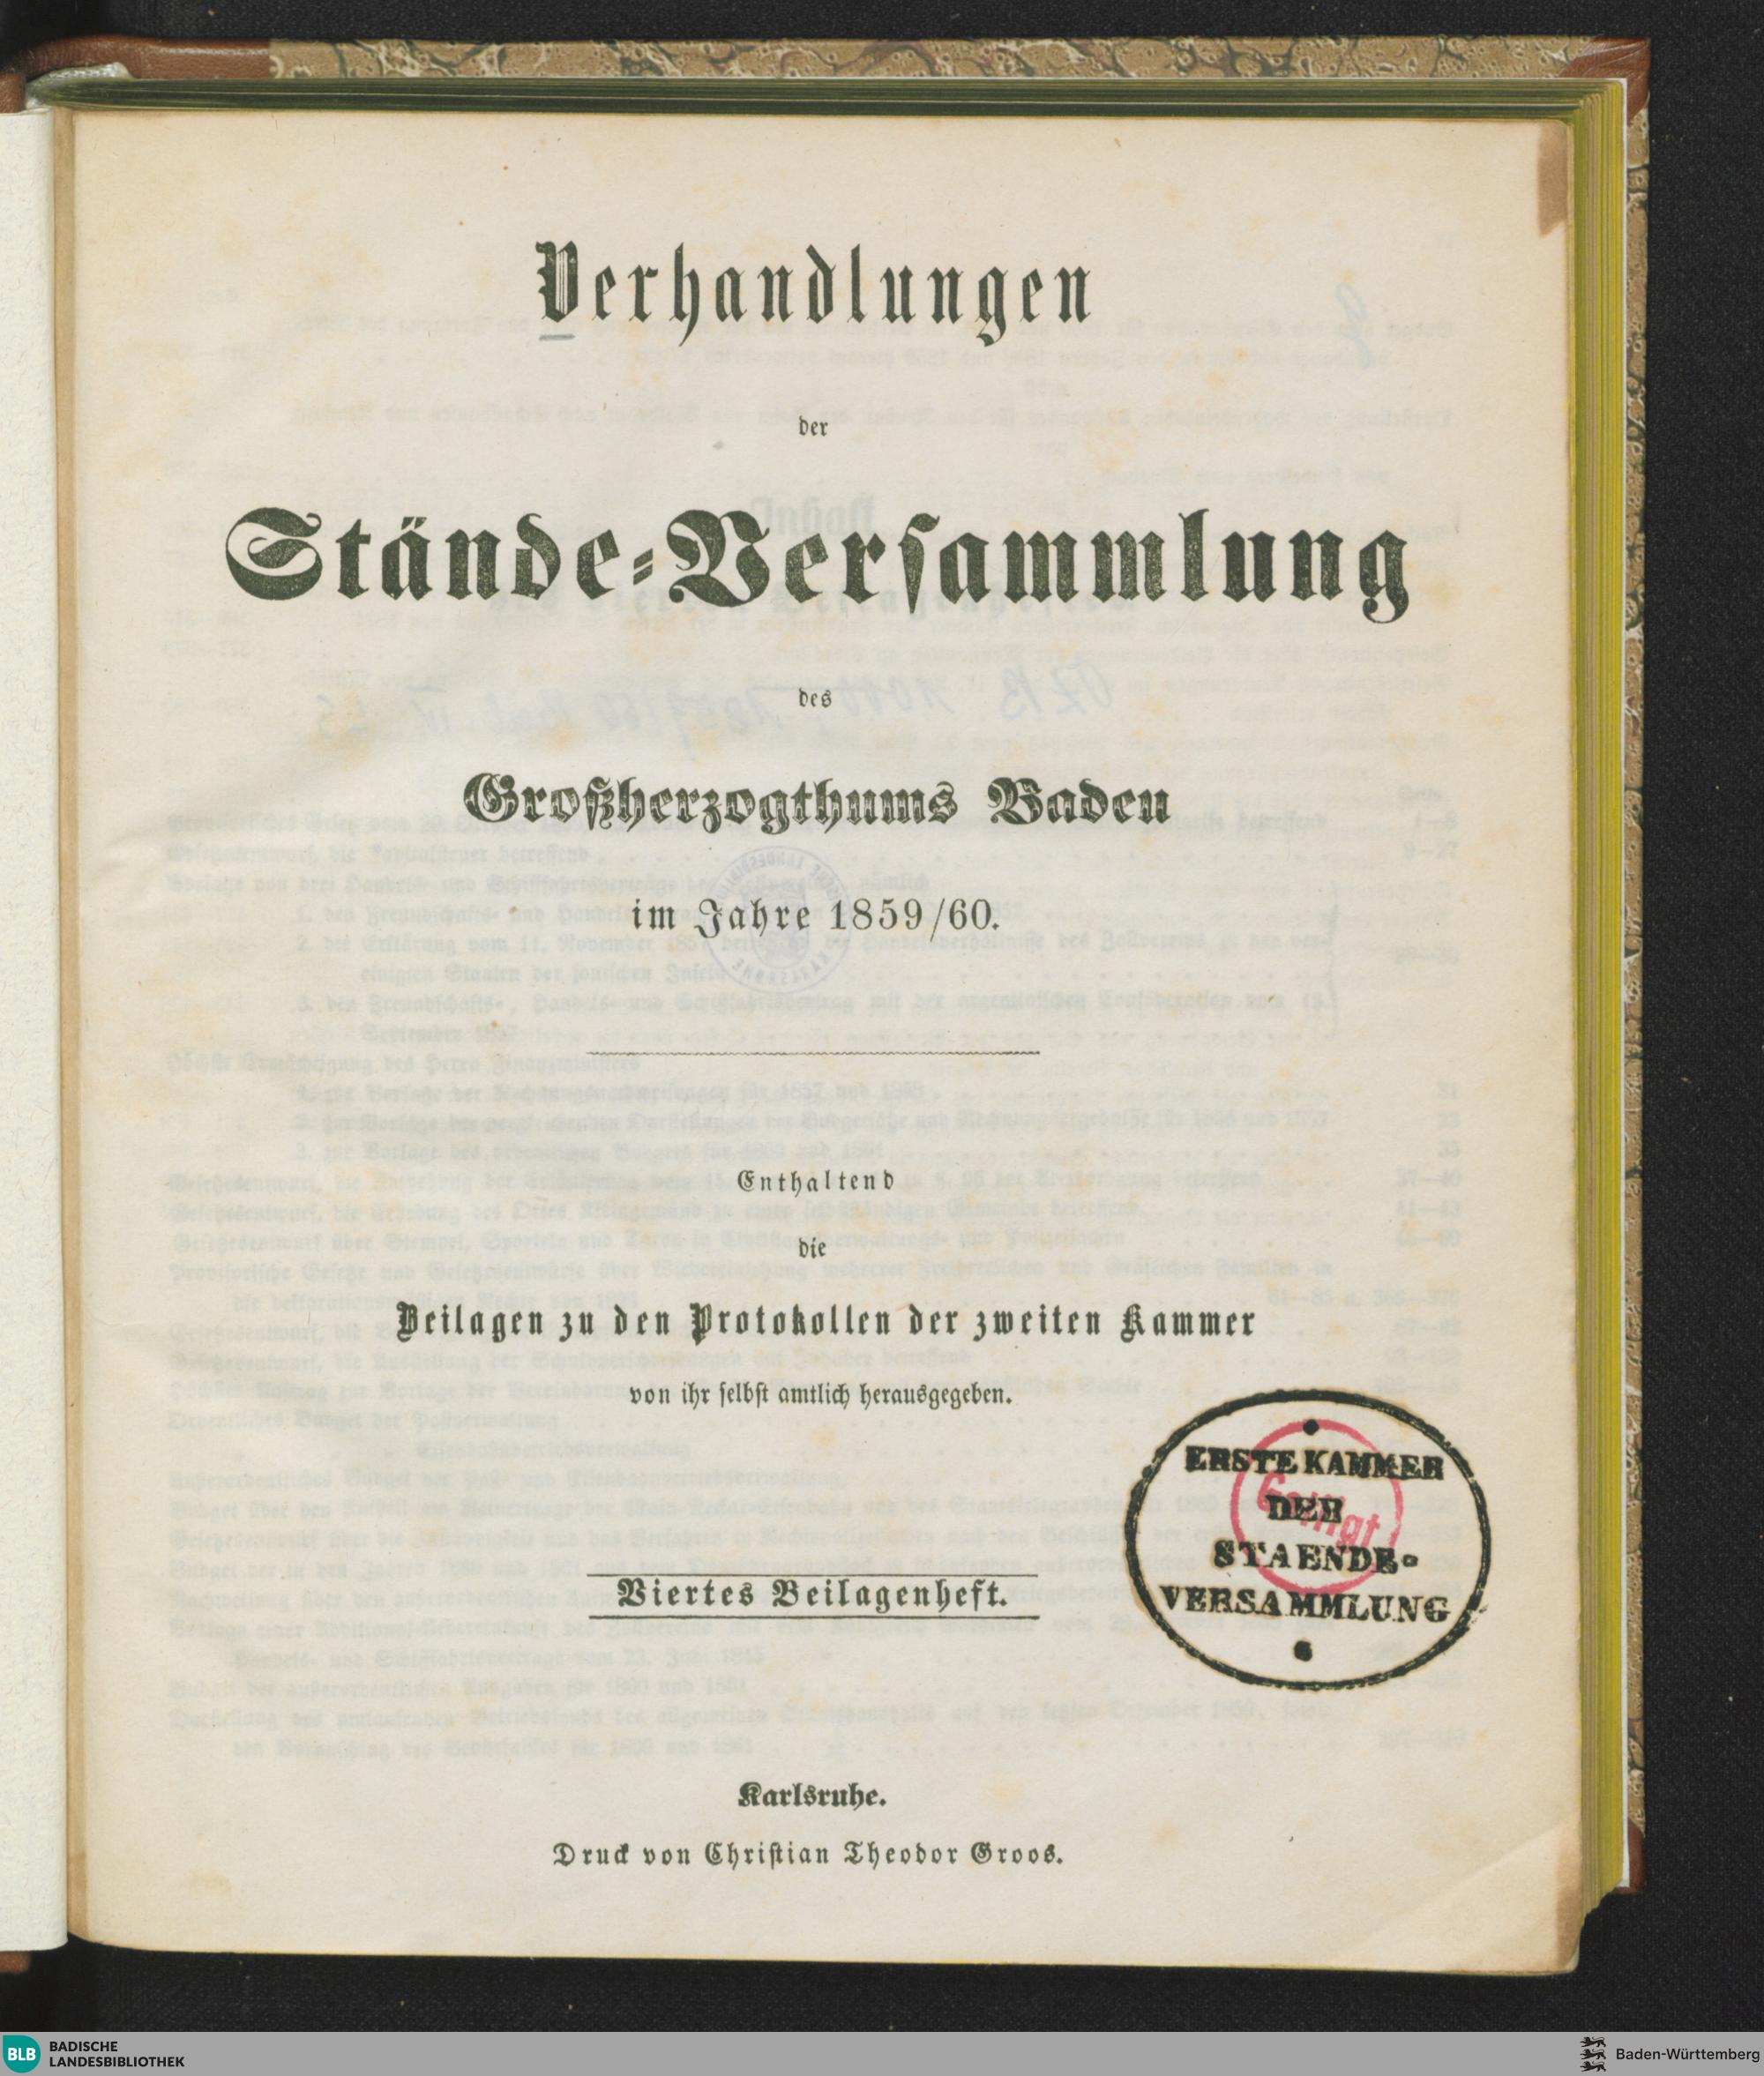 Verhandlungen
der
Stände-Versammlung
des
Großherzogthums Baden
im Jahre 1859/60.
Enthaltend
die
Beilagen zu den Protokollen der zweiten Kammer
von ihr selbst amtlich herausgegeben.
Viertes Beilagenheft.
ERSTE KAMMER
DER
STAENDE-
VERSAMMLUNG
Karlsruhe.
Druck von Christian Theodor Groos.
BLB BADISCHE
LANDESBIBLIOTHEK
Baden-Württemberg